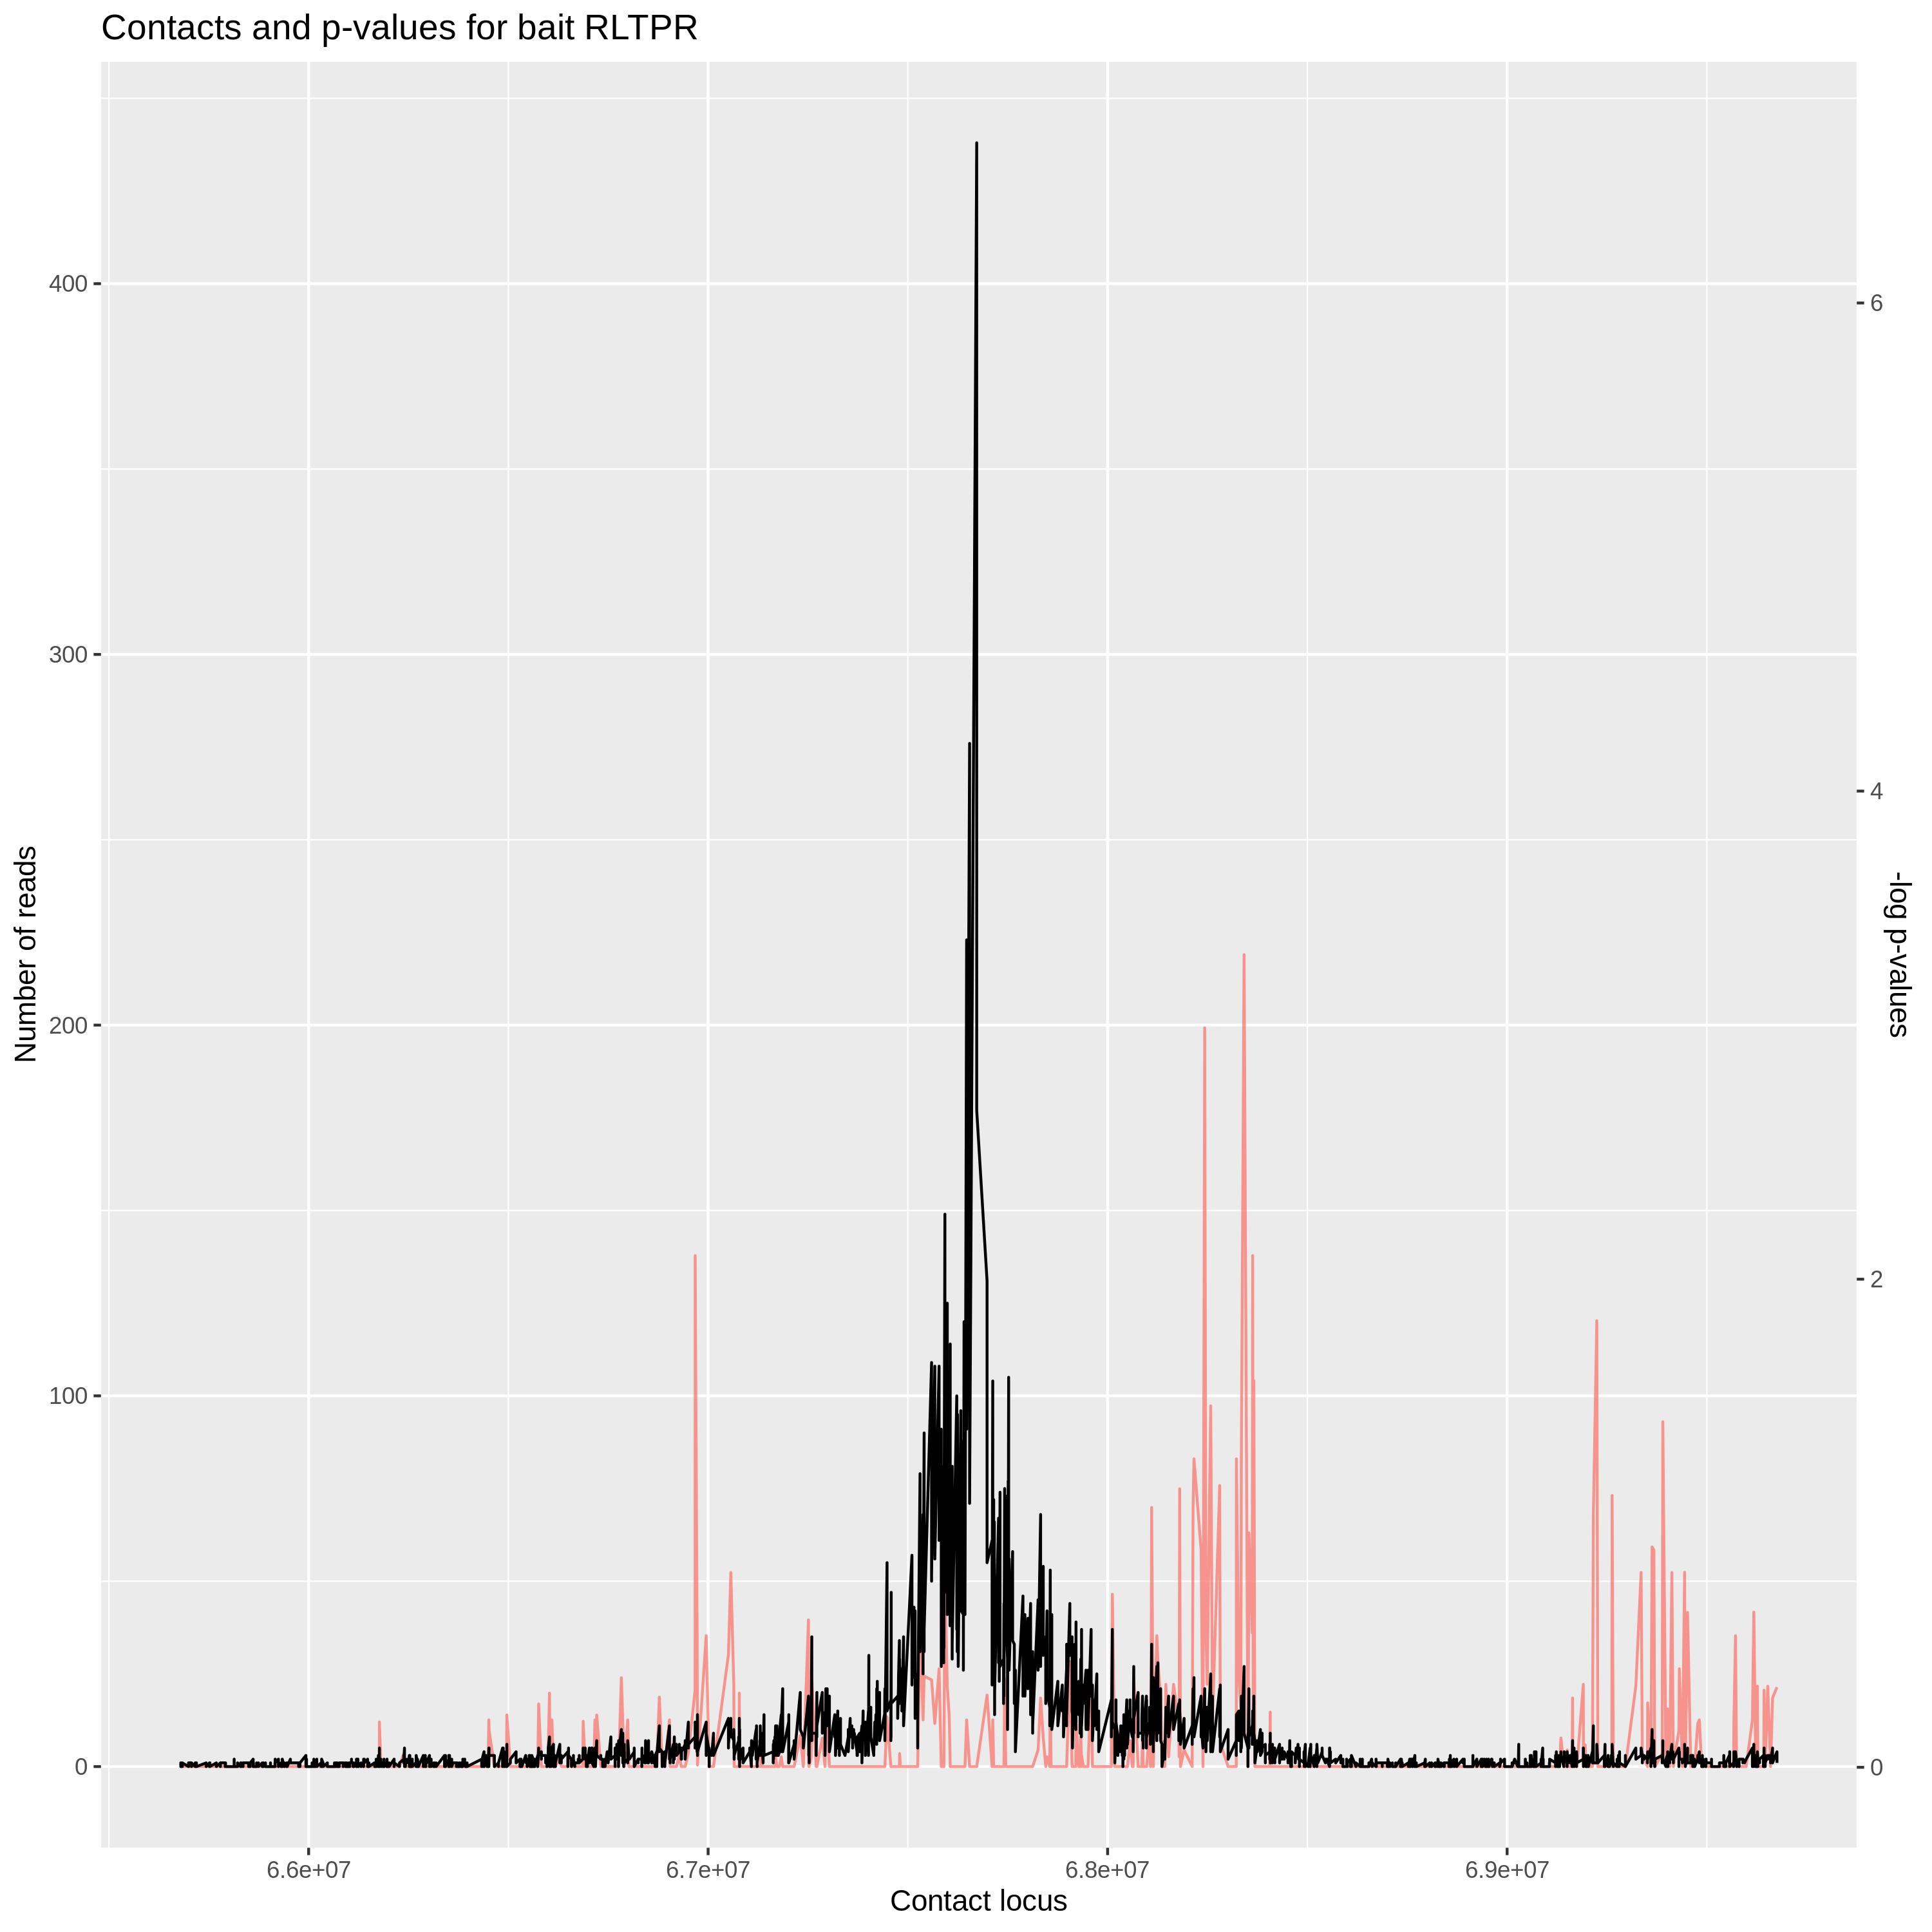 Contacts and p-values for bait RLTPR
400
300
200
100
0
6
4
2
0
Number of reads
-log p-values
6.6e+07
6.7e+07
6.8e+07
6.9e+07
Contact locus